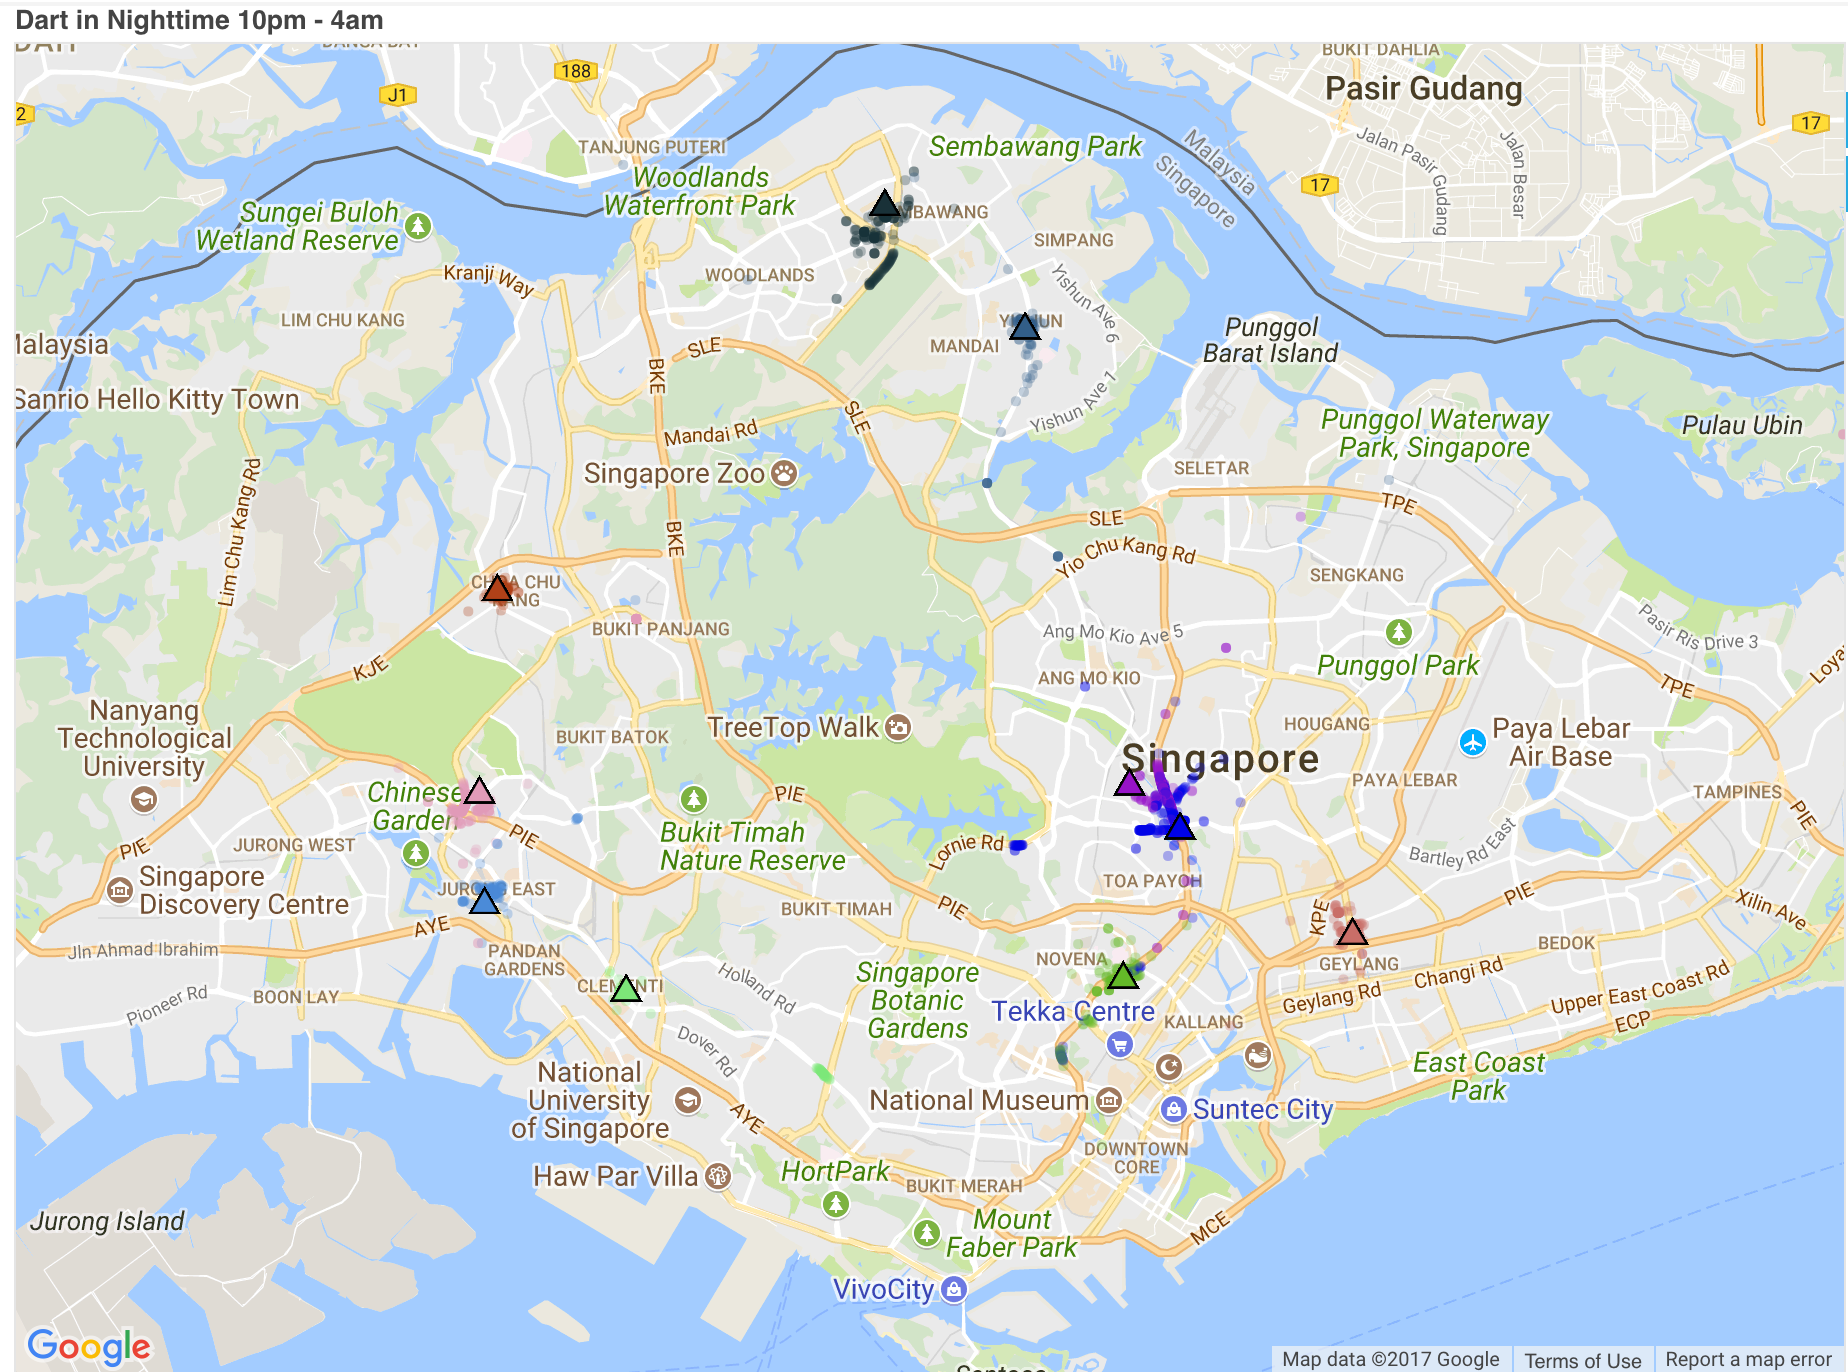 Dart in Nighttime 10pm - 4am
DANGA BAY
188
J1
2
BUKIT DAHLIA
Pasir Gudang
17
Jalan Pasir Gudang
Jalan Besar
17
TANJUNG PUTERI
Woodlands
Waterfront Park
Sembawang Park
Malaysia
Singapore
Sungei Buloh
Wetland Reserve
MBAWANG
SIMPANG
Kranji Way
WOODLANDS
Yishun Ave 6
LIM CHU KANG
Malaysia
SLE
MANDAI
Punggol
Barat Island
BKE
Sanrio Hello Kitty Town
Yishun Ave 1
Mandai Rd
SLE
Punggol Waterway
Park, Singapore
Pulau Ubin
Singapore Zoo
SELETAR
Lim Chu Kang Rd
TPE
BKE
SLE
Yio Chu Kang Rd
SENGKANG
CHOA CHU
KANG
BUKIT PANJANG
Ang Mo Kio Ave 5
Pasir Ris Drive 3
KJE
Punggol Park
Loya
ANG MO KIO
TPE
Nanyang
Technological
University
TreeTop Walk
HOUGANG
BUKIT BATOK
Paya Lebar
Air Base
Singapore
PAYA LEBAR
TAMPINES
Chinese
Garden
PIE
PIE
PIE
PIE
Bukit Timah
Nature Reserve
JURONG WEST
Lornie Rd
Bartley Rd East
Singapore
Discovery Centre
JURONG EAST
TOA PAYOH
PIE
BUKIT TIMAH
PIE
KPE
Xilin Ave
AYE
Jln Ahmad Ibrahim
BEDOK
PANDAN
GARDENS
NOVENA
GEYLANG
Changi Rd
Holland Rd
Singapore
Botanic
Gardens
CLEMENTI
Pioneer Rd
BOON LAY
Geylang Rd
Upper East Coast Rd
Tekka Centre
KALLANG
ECP
Dover Rd
East Coast
Park
National
University
of Singapore
National Museum
Suntec City
AYE
DOWNTOWN
CORE
HortPark
Haw Par Villa
BUKIT MERAH
Jurong Island
Mount
Faber Park
MCE
VivoCity
Google
Map data ©2017 Google
Terms of Use
Report a map error